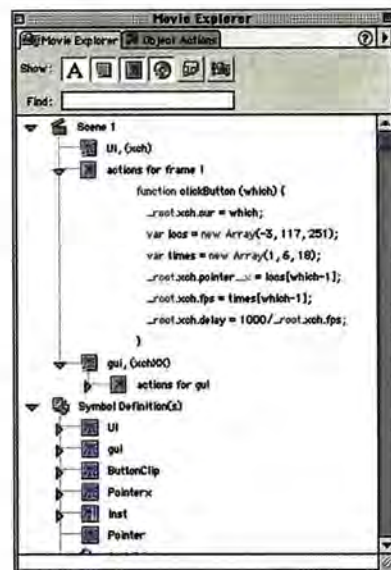 Movie Explorer
Movie Explorer Object Actions
Show: A
Find:
Scene 1
UI, (xch)
actions for frame 1
function clickButton (which) {
_root.xch.cur = which;
var locs = new Array(-3, 117, 251);
var times = new Array(1, 6, 18);
_root.xch.pointer._x = locs[which-1];
_root.xch.fps = times[which-1];
_root.xch.delay = 1000/_root.xch.fps;
}
gui, (xchXX)
actions for gui
Symbol Definition(s)
UI
gui
ButtonClip
Pointerx
Inst
Pointer